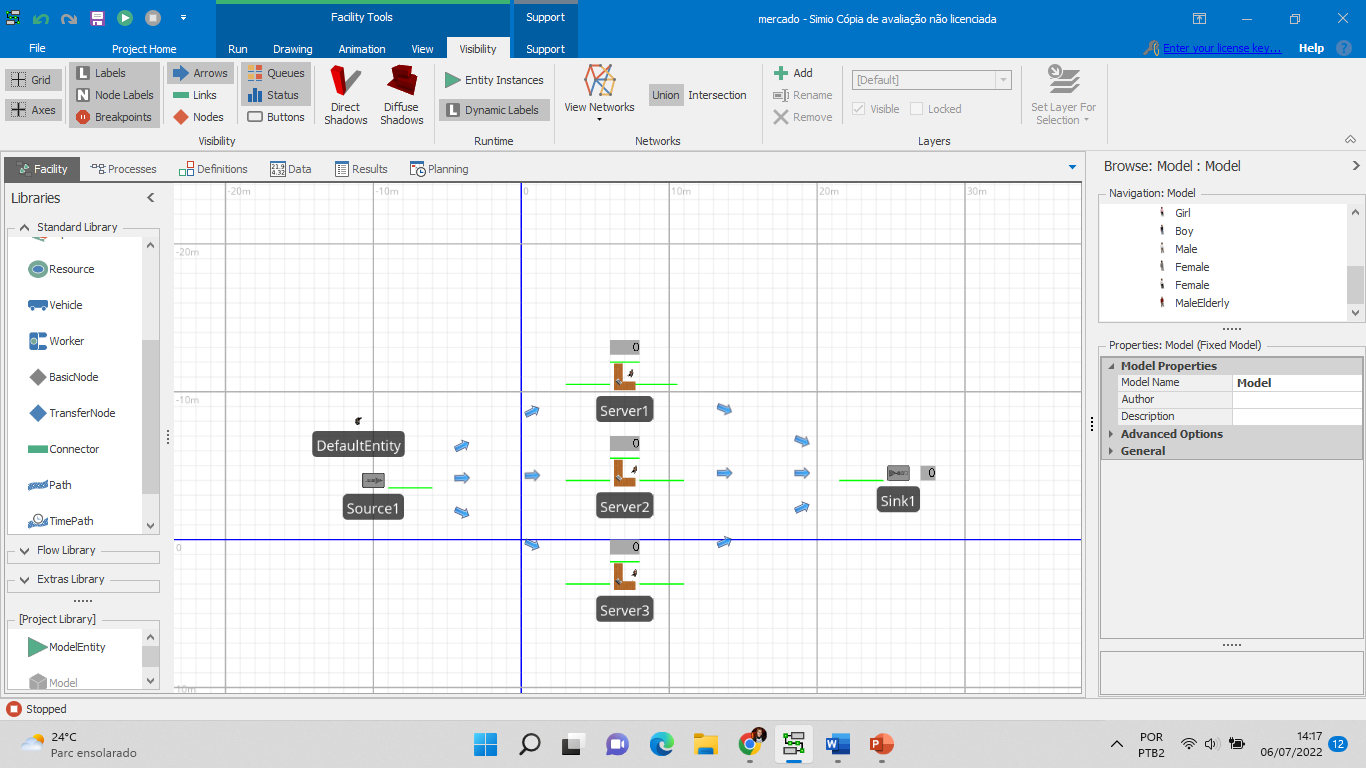 Facility Tools
Support
mercado - Simio Cópia de avaliação não licenciada
File
Project Home
Run
Drawing
Animation
View
Visibility
Support
Enter your license key...
Help
Grid
Axes
Labels
Node Labels
Breakpoints
Arrows
Links
Nodes
Queues
Status
Buttons
Direct Shadows
Diffuse Shadows
Visibility
Entity Instances
Dynamic Labels
Runtime
View Networks
Union
Intersection
Networks
Add
Rename
Remove
[Default]
Visible
Locked
Set Layer For Selection
Layers
Facility
Processes
Definitions
Data
Results
Planning
Libraries
Standard Library
Resource
Vehicle
Worker
BasicNode
TransferNode
Connector
Path
TimePath
Flow Library
Extras Library
[Project Library]
ModelEntity
Model
-20m
-10m
0
10m
20m
30m
-20m
-10m
0
10m
0
Server1
DefaultEntity
0
Source1
Server2
0
Sink1
0
Server3
Browse: Model : Model
Navigation: Model
Girl
Boy
Male
Female
Female
MaleElderly
Properties: Model (Fixed Model)
Model Properties
Model Name
Model
Author
Description
Advanced Options
General
Stopped
24°C
Parc ensolarado
POR
PTB2
14:17
06/07/2022
12